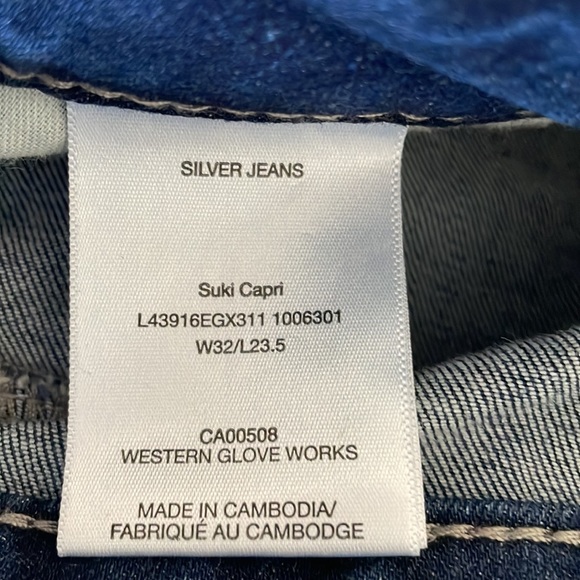 SILVER JEANS
Suki Capri
L43916EGX311 1006301
W32/L23.5
CA00508
WESTERN GLOVE WORKS
MADE IN CAMBODIA/
FABRIQUÉ AU CAMBODGE